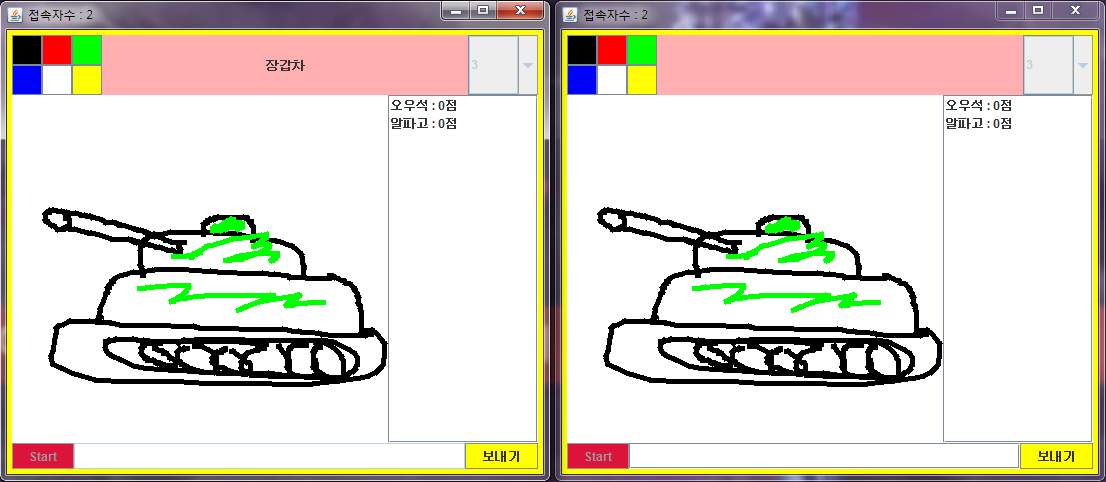 접속자수 : 2
장갑차
3
오우석 : 0점
알파고 : 0점
Start
보내기
접속자수 : 2
3
오우석 : 0점
알파고 : 0점
Start
보내기